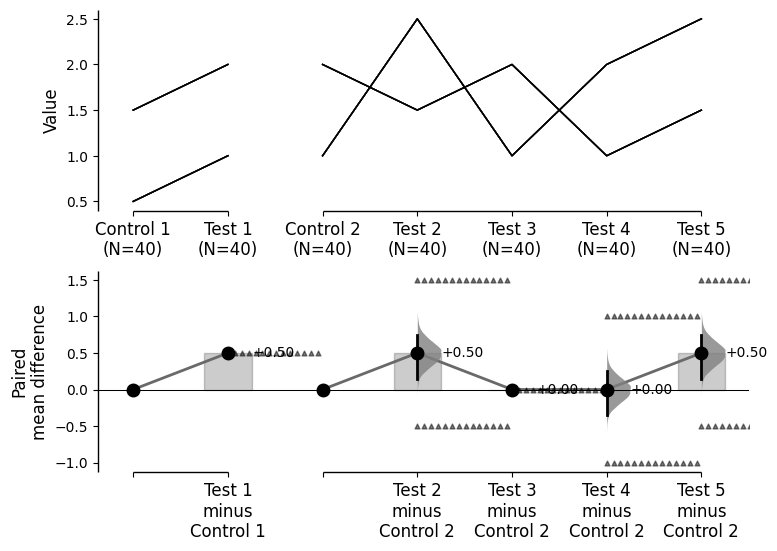 2.5
2.0
1.5
1.0
0.5
Value
Control 1
(N=40)
Test 1
(N=40)
Control 2
(N=40)
Test 2
(N=40)
Test 3
(N=40)
Test 4
(N=40)
Test 5
(N=40)
1.5
1.0
0.5
0.0
−0.5
−1.0
Paired
mean difference
+0.50
+0.50
+0.00
+0.00
+0.50
Test 1
minus
Control 1
Test 2
minus
Control 2
Test 3
minus
Control 2
Test 4
minus
Control 2
Test 5
minus
Control 2